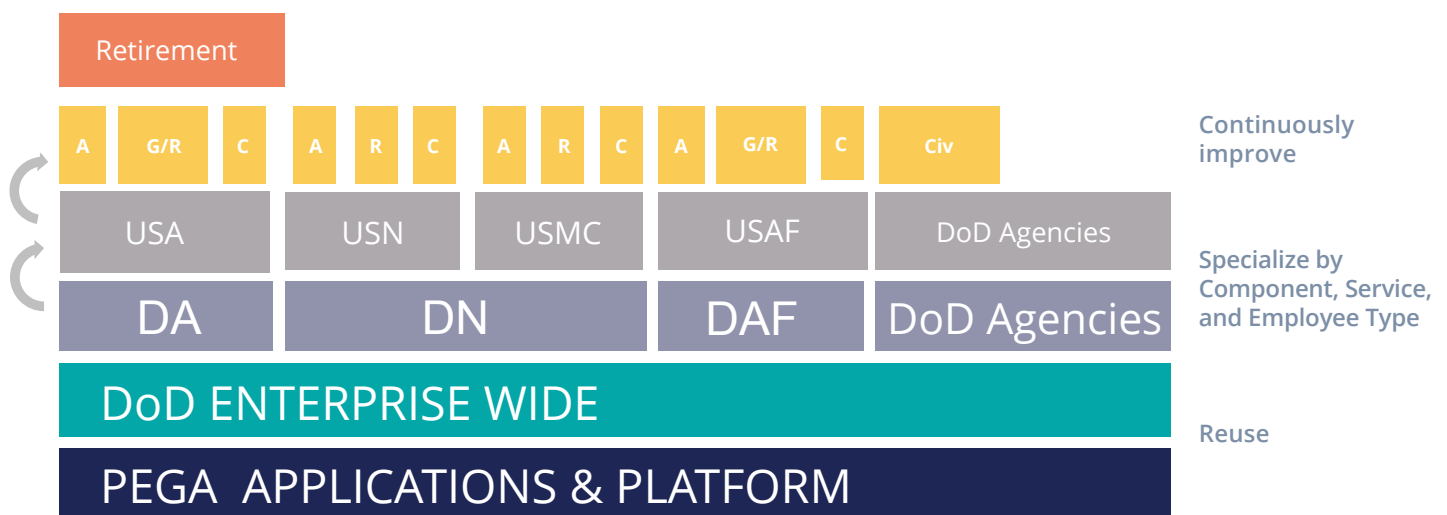 Retirement
A G/R C A R C A R C A G/R C Civ
Continuously
improve
USA USN USMC USAF DoD Agencies
Specialize by
Component, Service,
and Employee Type
DA DN DAF DoD Agencies
DoD ENTERPRISE WIDE
Reuse
PEGA APPLICATIONS & PLATFORM